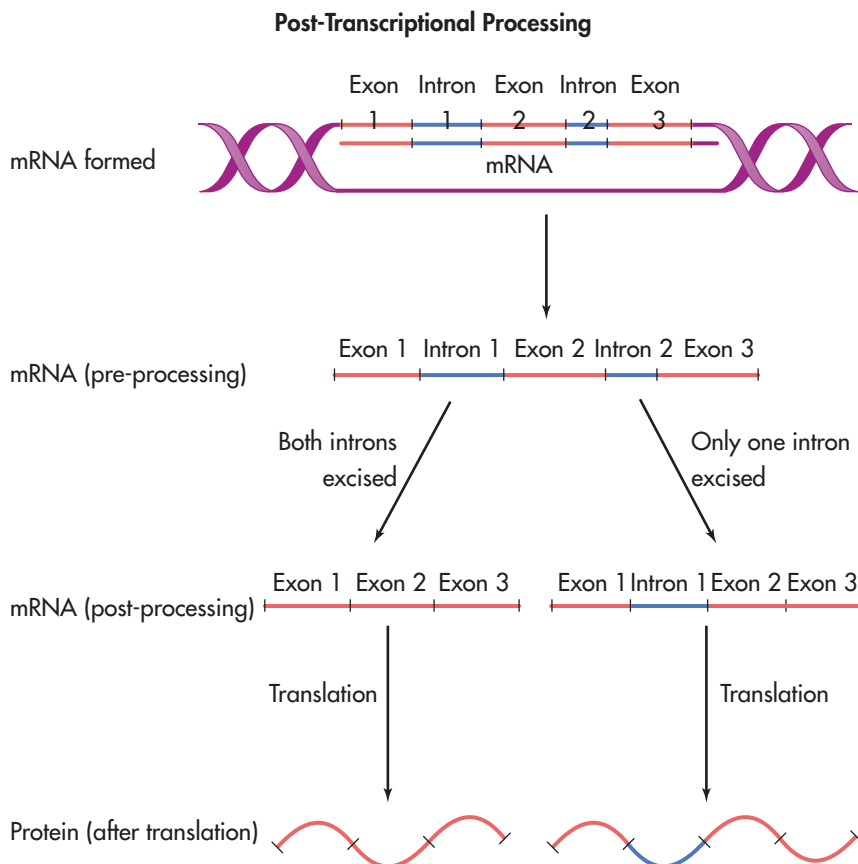 Post-Transcriptional Processing
Exon Intron Exon Intron Exon
1 1 2 2 3
mRNA formed
mRNA
Exon 1 Intron 1 Exon 2 Intron 2 Exon 3
mRNA (pre-processing)
Both introns
excised
Only one intron
excised
Exon 1 Exon 2 Exon 3
Exon 1 Intron 1 Exon 2 Exon 3
mRNA (post-processing)
Translation
Translation
Protein (after translation)